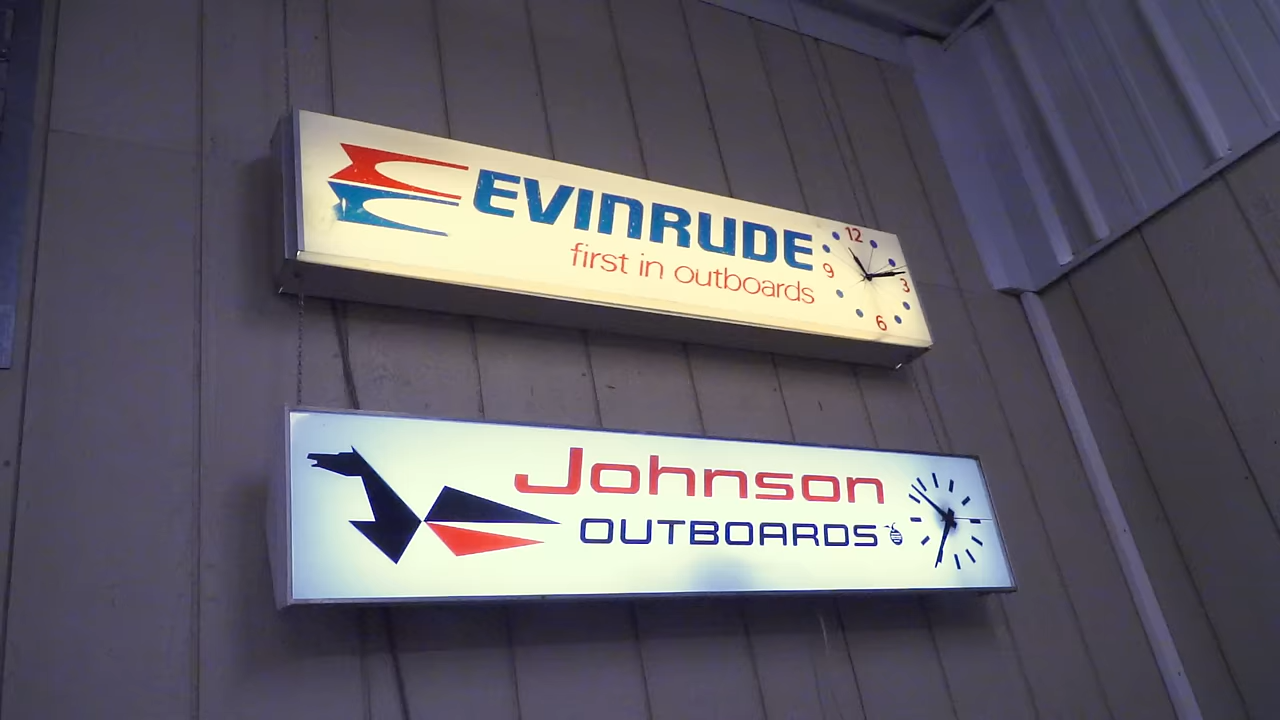 EVINRUDE
first in outboards
12
9
3
6
Johnson
OUTBOARDS